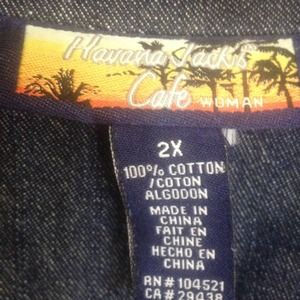 Havana Jack's
Cafe WOMAN
2X
100% COTTON
/COTON
ALGODON
MADE IN
CHINA
FAIT EN
CHINE
HECHO EN
CHINA
RN# 104521
CA# 29438